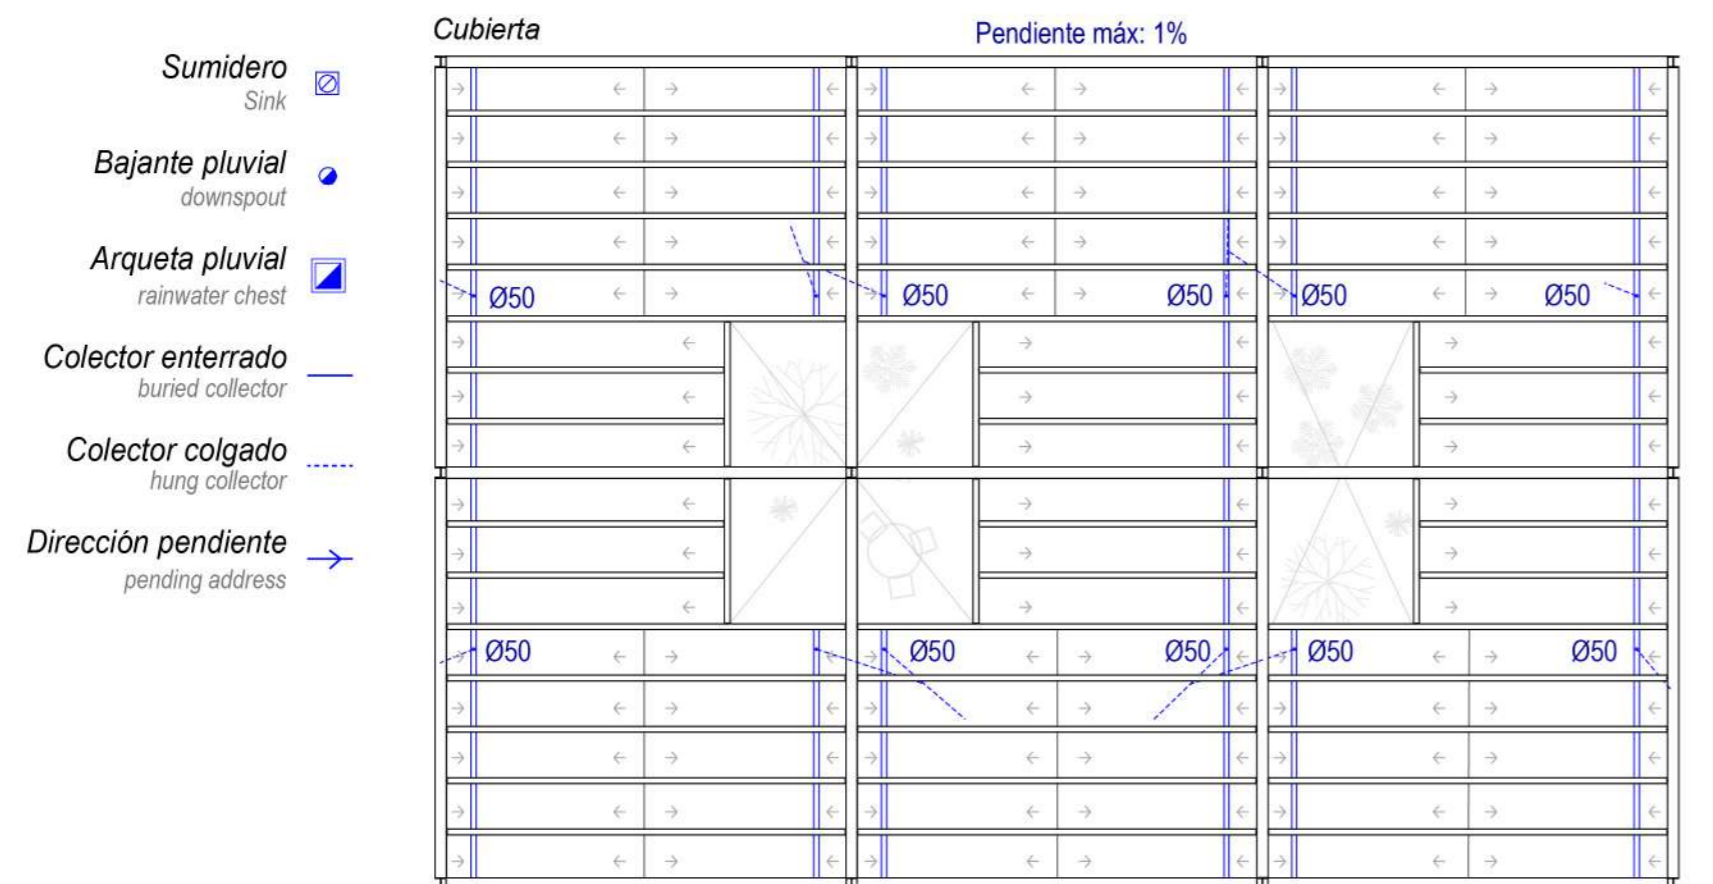 Cubierta
Pendiente máx: 1%
Sumidero
Sink
Bajante pluvial
downspout
Arqueta pluvial
rainwater chest
Colector enterrado
buried collector
Colector colgado
hung collector
Dirección pendiente
pending address
Ø50 Ø50 Ø50 Ø50 Ø50
Ø50 Ø50 Ø50 Ø50 Ø50